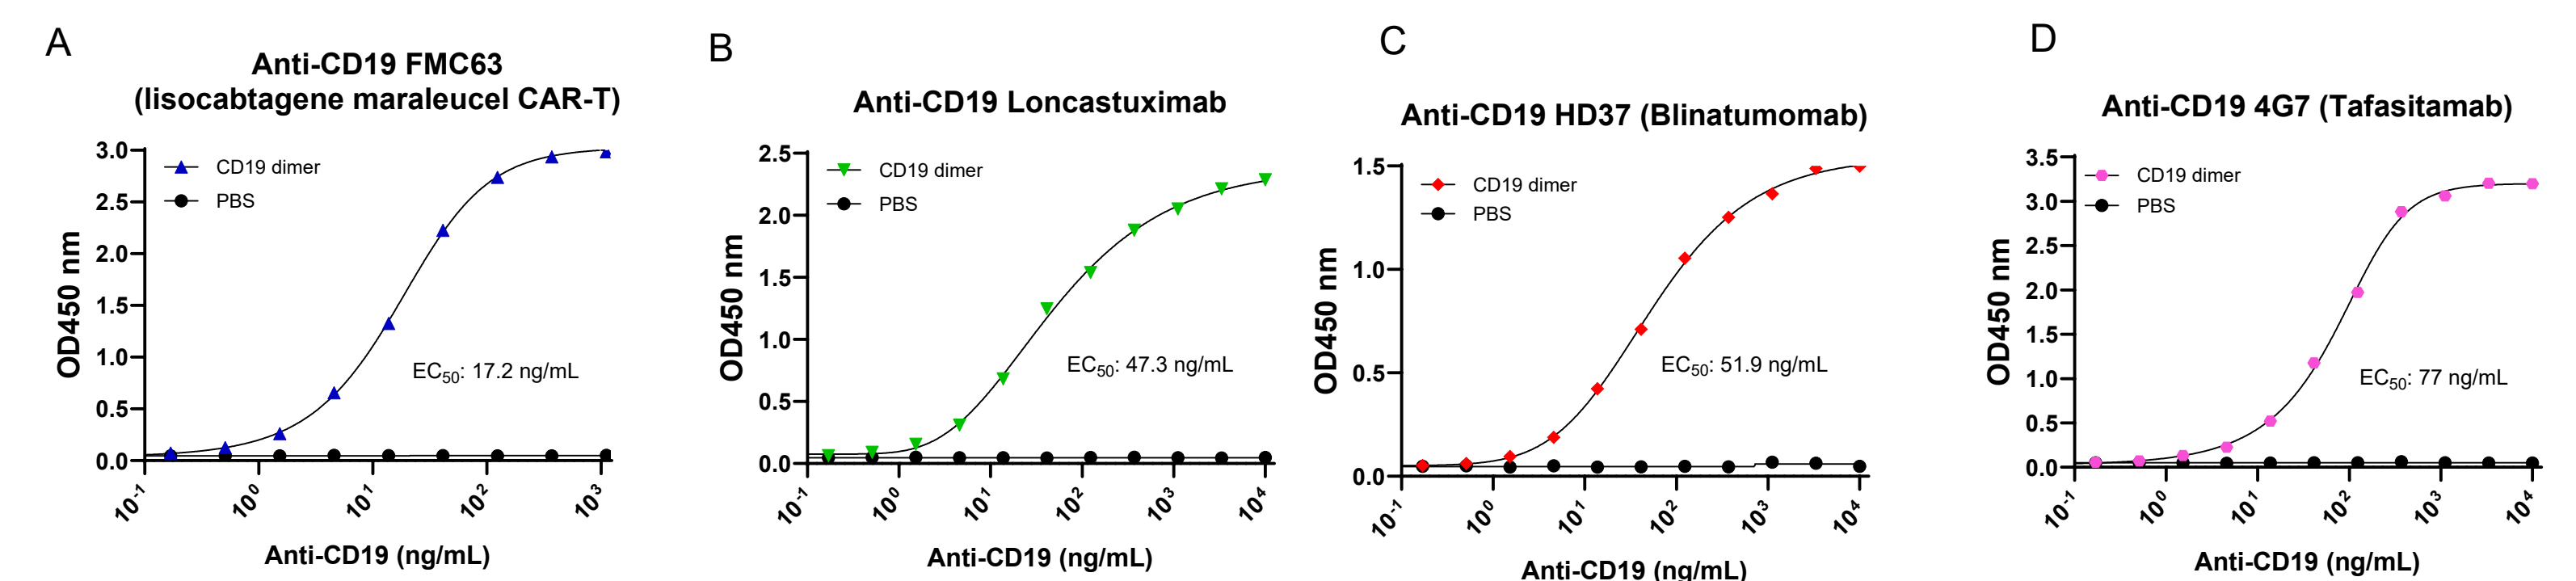 A
Anti-CD19 FMC63
(lisocabtagene maraleucel CAR-T)
3.0
2.5
2.0
1.5
1.0
0.5
0.0
OD450 nm
CD19 dimer
PBS
EC₅₀: 17.2 ng/mL
10⁻¹
10⁰
10¹
10²
10³
Anti-CD19 (ng/mL)
B
Anti-CD19 Loncastuximab
2.5
2.0
1.5
1.0
0.5
0.0
OD450 nm
CD19 dimer
PBS
EC₅₀: 47.3 ng/mL
10⁻¹
10⁰
10¹
10²
10³
10⁴
Anti-CD19 (ng/mL)
C
Anti-CD19 HD37 (Blinatumomab)
1.5
1.0
0.5
0.0
OD450 nm
CD19 dimer
PBS
EC₅₀: 51.9 ng/mL
10⁻¹
10⁰
10¹
10²
10³
10⁴
Anti-CD19 (ng/mL)
D
Anti-CD19 4G7 (Tafasitamab)
3.5
3.0
2.5
2.0
1.5
1.0
0.5
0.0
OD450 nm
CD19 dimer
PBS
EC₅₀: 77 ng/mL
10⁻¹
10⁰
10¹
10²
10³
10⁴
Anti-CD19 (ng/mL)